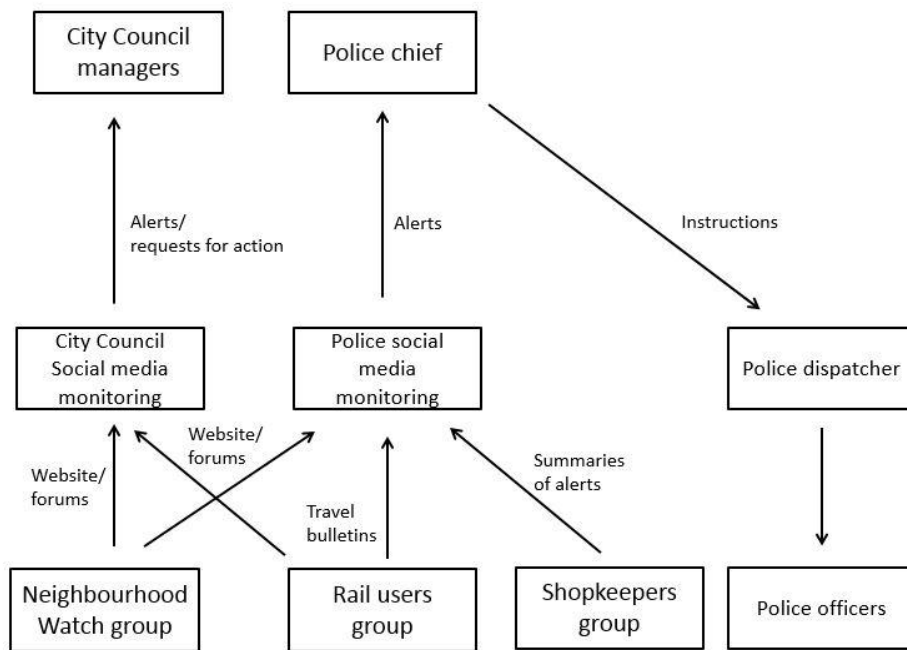 City Council
managers
Police chief
Alerts/
requests for action
Alerts
Instructions
City Council
Social media
monitoring
Police social
media
monitoring
Police dispatcher
Website/
forums
Website/
forums
Travel
bulletins
Summaries
of alerts
Neighbourhood
Watch group
Rail users
group
Shopkeepers
group
Police officers